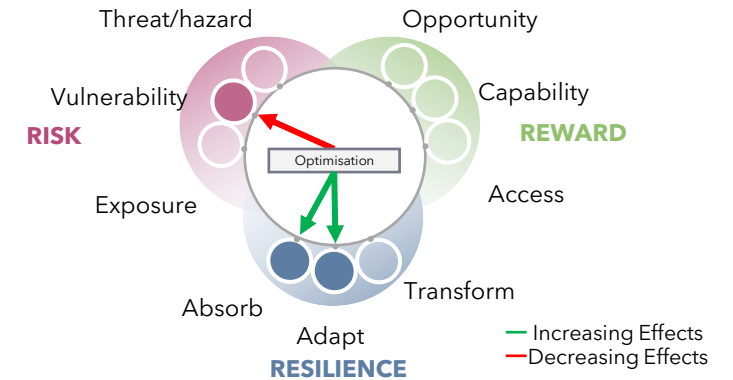 Threat/hazard
Opportunity
Vulnerability
Capability
RISK
REWARD
Optimisation
Exposure
Access
Absorb
Transform
Adapt
RESILIENCE
Increasing Effects
Decreasing Effects